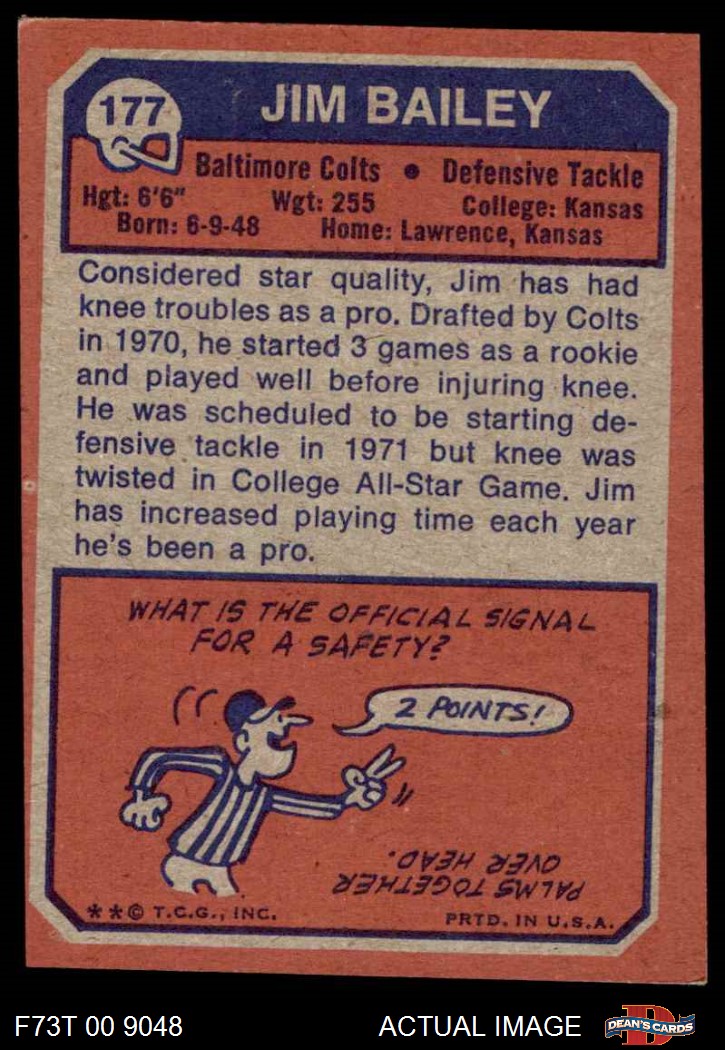 177
JIM BAILEY
Baltimore Colts • Defensive Tackle
Hgt: 6'6" Wgt: 255 College: Kansas
Born: 6-9-48 Home: Lawrence, Kansas
Considered star quality, Jim has had
knee troubles as a pro. Drafted by Colts
in 1970, he started 3 games as a rookie
and played well before injuring knee.
He was scheduled to be starting de-
fensive tackle in 1971 but knee was
twisted in College All-Star Game. Jim
has increased playing time each year
he's been a pro.
WHAT IS THE OFFICIAL SIGNAL
FOR A SAFETY?
2 POINTS!
PALMS TOGETHER
OVER HEAD.
**© T.C.G., INC.
PRTD. IN U.S.A.
F73T 00 9048
ACTUAL IMAGE
D
DEAN'S CARDS